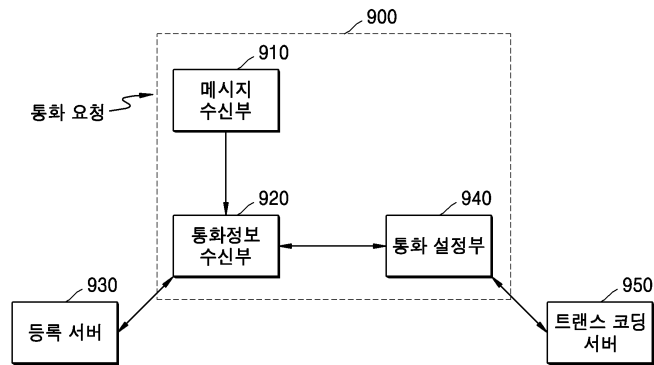 900
910
메시지
수신부
통화 요청
920
통화정보
수신부
940
통화 설정부
930
등록 서버
950
트랜스 코딩
서버